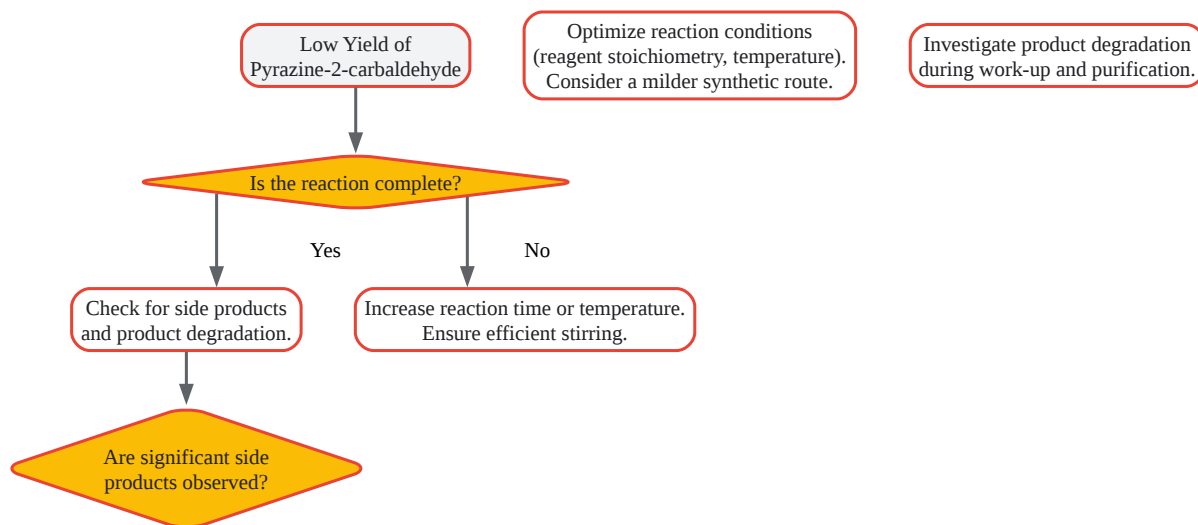 Low Yield of
Pyrazine-2-carbaldehyde
Optimize reaction conditions
(reagent stoichiometry, temperature).
Consider a milder synthetic route.
Investigate product degradation
during work-up and purification.
Is the reaction complete?
Yes
No
Check for side products
and product degradation.
Increase reaction time or temperature.
Ensure efficient stirring.
Are significant side
products observed?